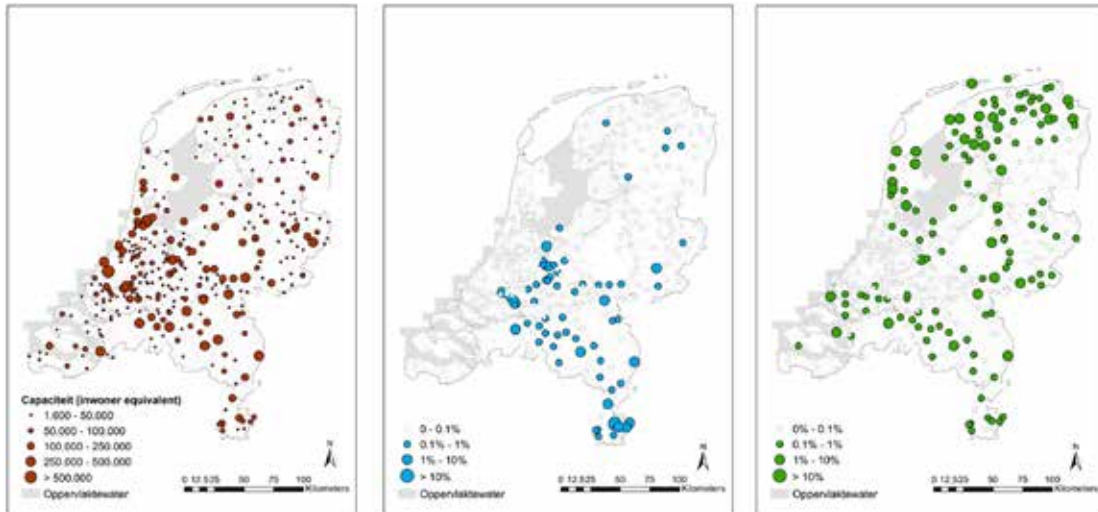 Capaciteit (inwoner equivalent)
1.600 - 50.000
50.000 - 100.000
100.000 - 250.000
250.000 - 500.000
> 500.000
Oppervlaktewater
N
0 12,525 50 75 100
Kilometers
0 - 0.1%
0.1% - 1%
1% - 10%
> 10%
Oppervlaktewater
N
0 12,525 50 75 100
Kilometers
0% - 0.1%
0.1% - 1%
1% - 10%
> 10%
Oppervlaktewater
N
0 12,525 50 75 100
Kilometers